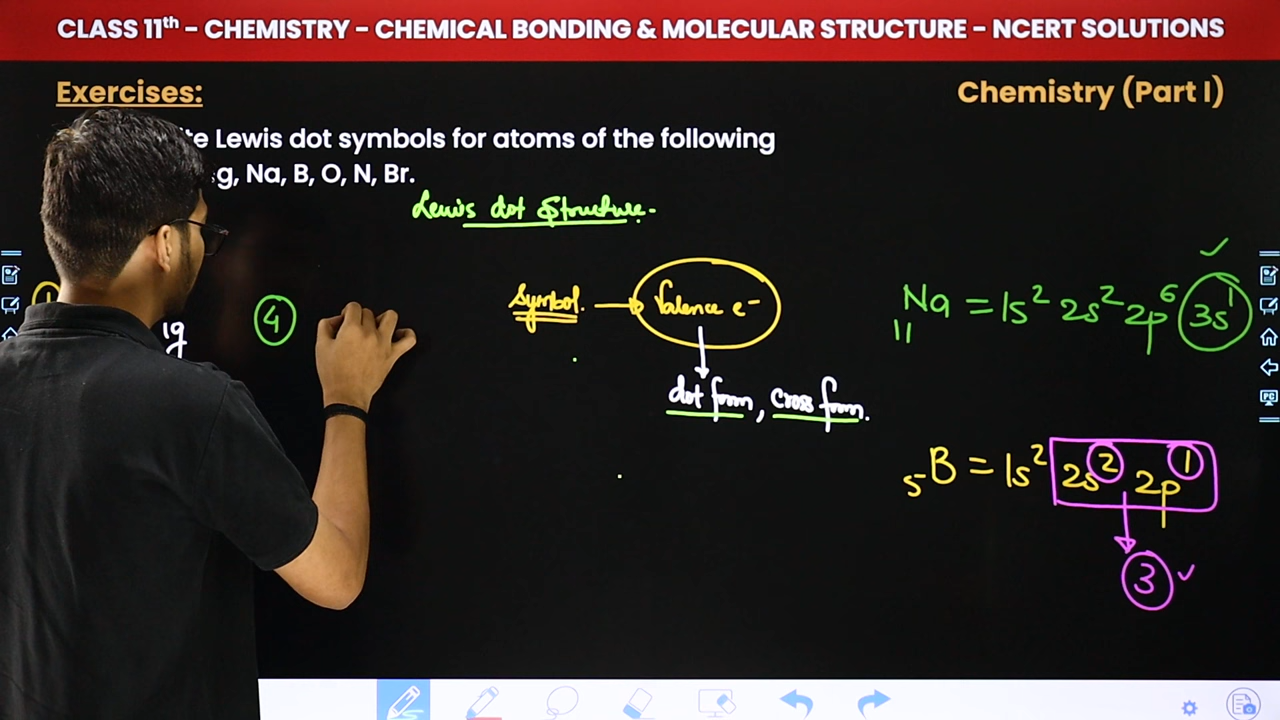 CLASS 11th - CHEMISTRY - CHEMICAL BONDING & MOLECULAR STRUCTURE - NCERT SOLUTIONS
Exercises:
Chemistry (Part I)
Lewis dot symbols for atoms of the following
Na, B, O, N, Br.
Lewis dot Structure.
Symbol. → Valence e⁻
dot form, cross form.
④
₁₁Na = 1s² 2s² 2p⁶ 3s¹ ✓
₅B = 1s² 2s² 2p¹
3 ✓
PC